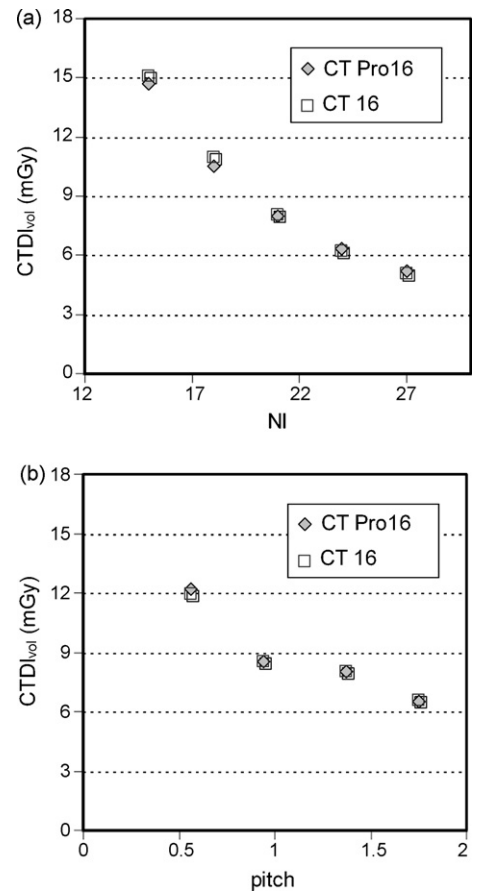 (a)
18
15
12
9
6
3
0
CTDIvol (mGy)
CT Pro16
CT 16
12 17 22 27
NI
(b)
18
15
12
9
6
3
0
CTDIvol (mGy)
CT Pro16
CT 16
0 0.5 1 1.5 2
pitch